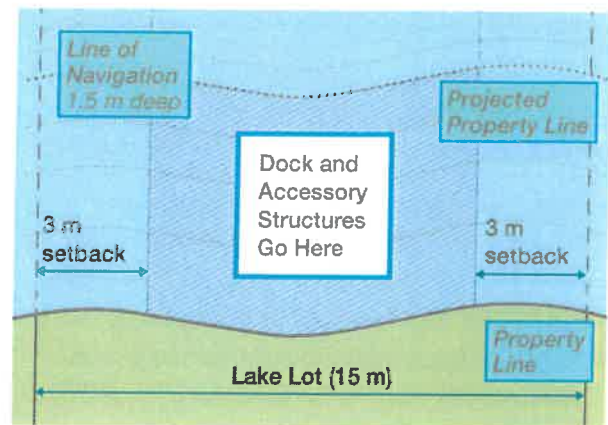 Line of
Navigation
1.5 m deep
Projected
Property Line
Dock and
Accessory
Structures
Go Here
3 m
setback
3 m
setback
Property
Line
Lake Lot (15 m)